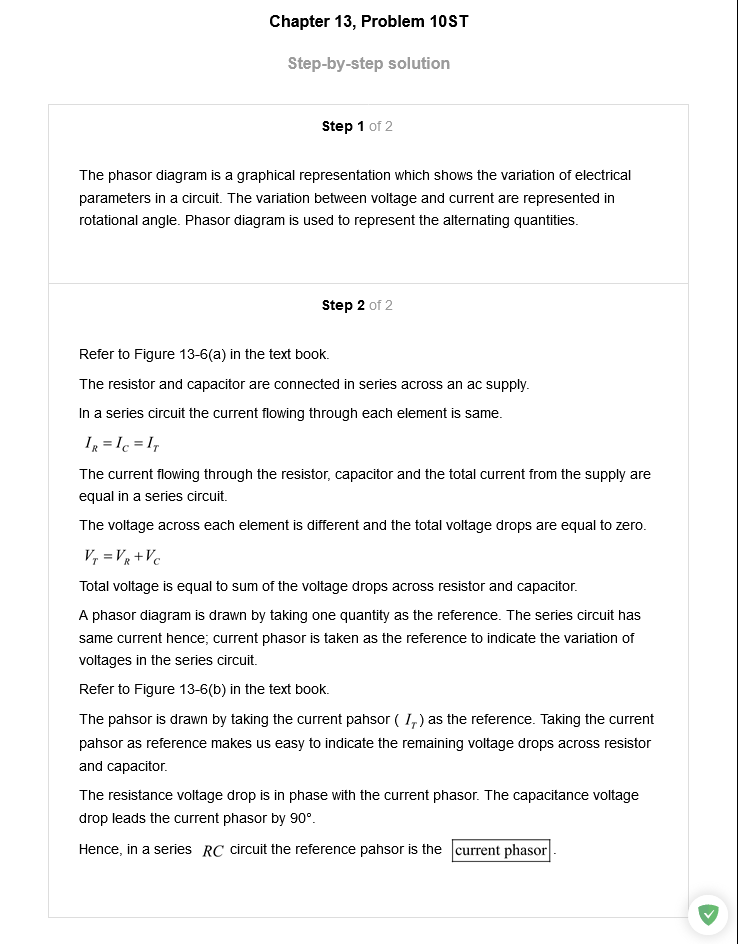 Chapter 13, Problem 10ST
Step-by-step solution
Step 1 of 2
The phasor diagram is a graphical representation which shows the variation of electrical
parameters in a circuit. The variation between voltage and current are represented in
rotational angle. Phasor diagram is used to represent the alternating quantities.
Step 2 of 2
Refer to Figure 13-6(a) in the text book.
The resistor and capacitor are connected in series across an ac supply.
In a series circuit the current flowing through each element is same.
I_R = I_C = I_T
The current flowing through the resistor, capacitor and the total current from the supply are
equal in a series circuit.
The voltage across each element is different and the total voltage drops are equal to zero.
V_T = V_R + V_C
Total voltage is equal to sum of the voltage drops across resistor and capacitor.
A phasor diagram is drawn by taking one quantity as the reference. The series circuit has
same current hence; current phasor is taken as the reference to indicate the variation of
voltages in the series circuit.
Refer to Figure 13-6(b) in the text book.
The pahsor is drawn by taking the current pahsor ( I_T ) as the reference. Taking the current
pahsor as reference makes us easy to indicate the remaining voltage drops across resistor
and capacitor.
The resistance voltage drop is in phase with the current phasor. The capacitance voltage
drop leads the current phasor by 90°.
Hence, in a series RC circuit the reference pahsor is the current phasor.